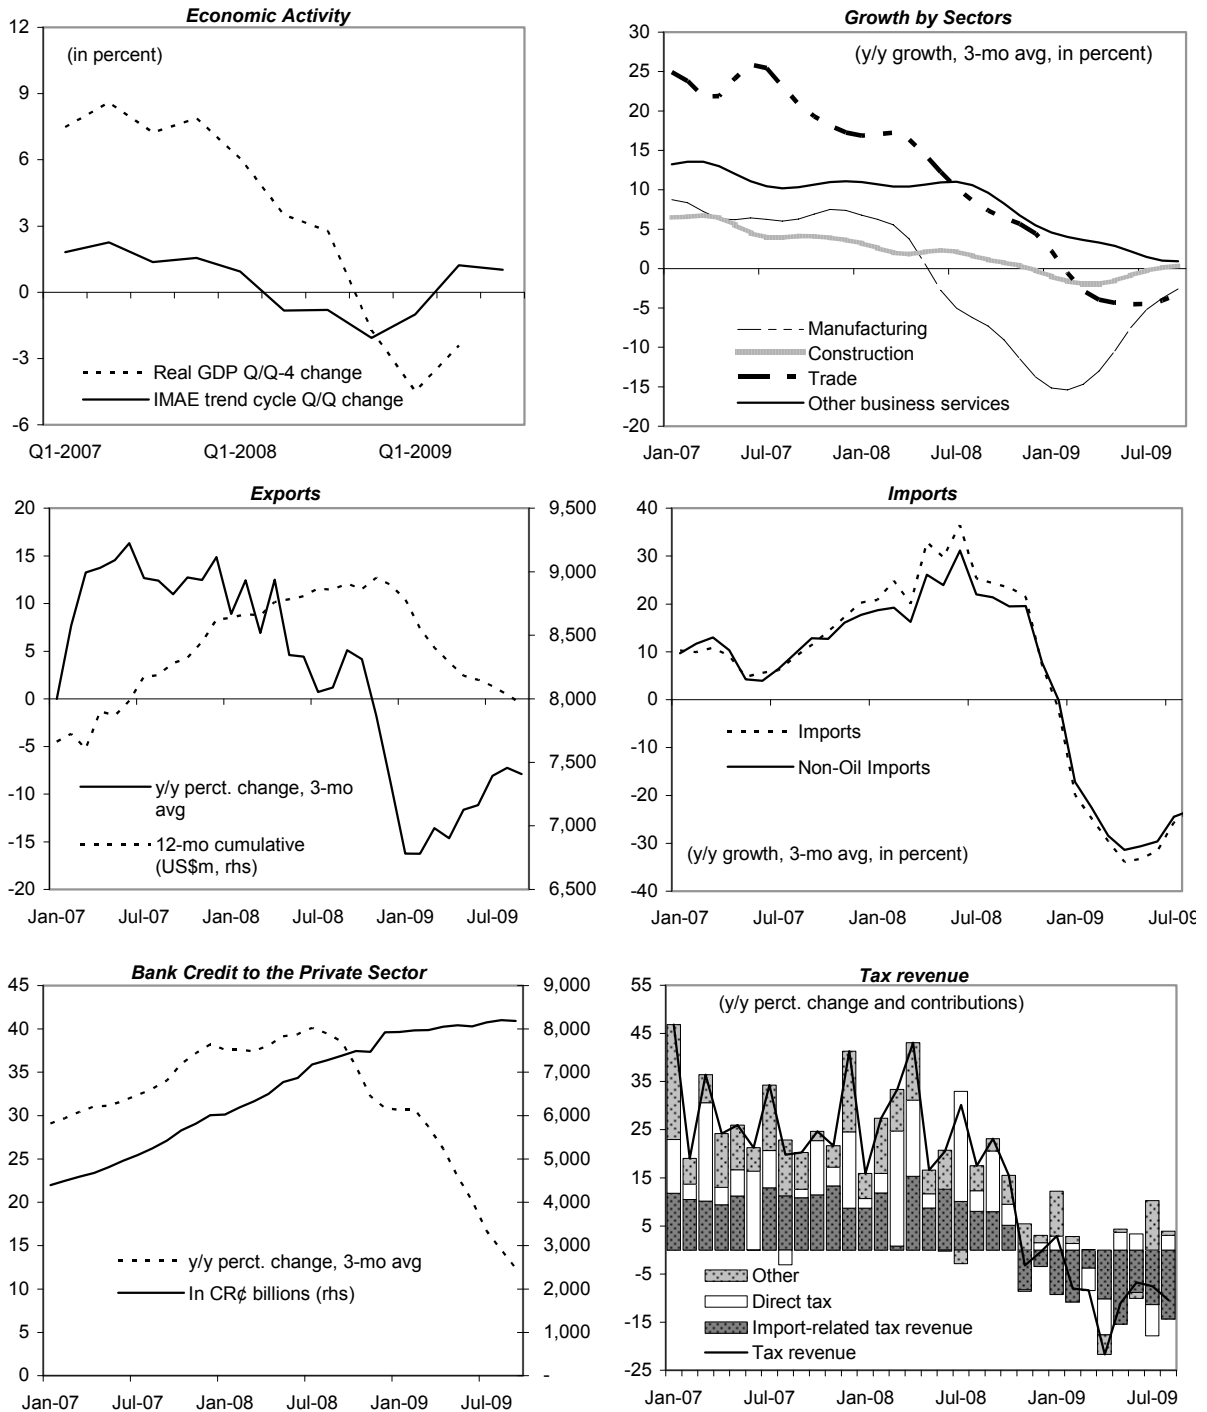 Economic Activity
12
9
6
3
0
-3
-6
(in percent)
Real GDP Q/Q-4 change
IMAE trend cycle Q/Q change
Q1-2007 Q1-2008 Q1-2009
Growth by Sectors
30
25
20
15
10
5
0
-5
-10
-15
-20
(y/y growth, 3-mo avg, in percent)
Manufacturing
Construction
Trade
Other business services
Jan-07 Jul-07 Jan-08 Jul-08 Jan-09 Jul-09
Exports
20
15
10
5
0
-5
-10
-15
-20
9,500
9,000
8,500
8,000
7,500
7,000
6,500
y/y perct. change, 3-mo
avg
12-mo cumulative
(US$m, rhs)
Jan-07 Jul-07 Jan-08 Jul-08 Jan-09 Jul-09
Imports
40
30
20
10
0
-10
-20
-30
-40
Imports
Non-Oil Imports
(y/y growth, 3-mo avg, in percent)
Jan-07 Jul-07 Jan-08 Jul-08 Jan-09 Jul-09
Bank Credit to the Private Sector
45
40
35
30
25
20
15
10
5
0
9,000
8,000
7,000
6,000
5,000
4,000
3,000
2,000
1,000
-
y/y perct. change, 3-mo avg
In CR₡ billions (rhs)
Jan-07 Jul-07 Jan-08 Jul-08 Jan-09 Jul-09
Tax revenue
55
45
35
25
15
5
-5
-15
-25
(y/y perct. change and contributions)
Other
Direct tax
Import-related tax revenue
Tax revenue
Jan-07 Jul-07 Jan-08 Jul-08 Jan-09 Jul-09